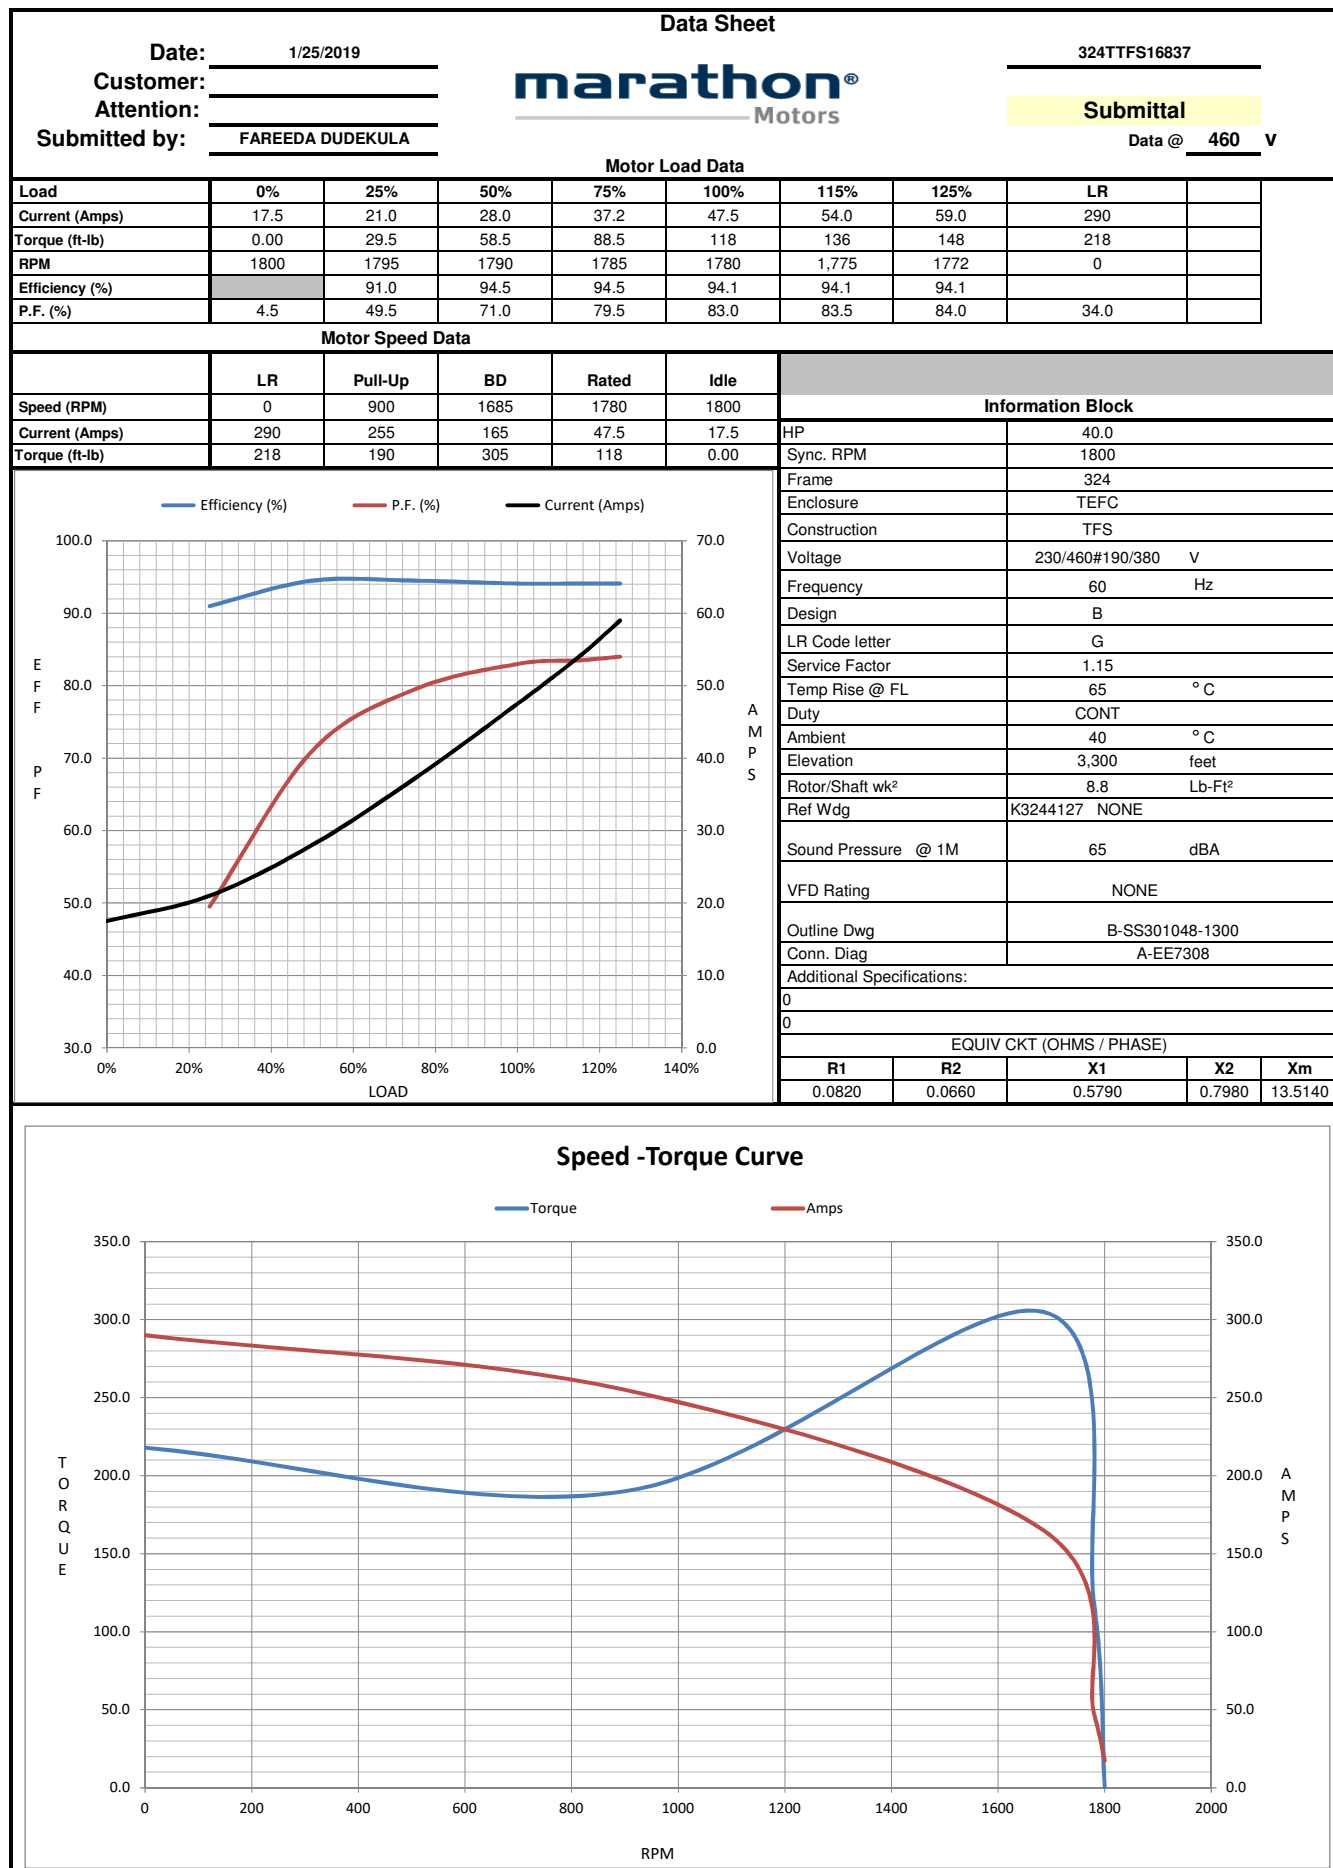 Data Sheet
Date: 1/25/2019 324TTFS16837
Customer:
marathon®
Motors
Attention: Submittal
Submitted by: FAREEDA DUDEKULA Data @ 460 V
Motor Load Data
Load 0% 25% 50% 75% 100% 115% 125% LR
Current (Amps) 17.5 21.0 28.0 37.2 47.5 54.0 59.0 290
Torque (ft-lb) 0.00 29.5 58.5 88.5 118 136 148 218
RPM 1800 1795 1790 1785 1780 1,775 1772 0
Efficiency (%) 91.0 94.5 94.5 94.1 94.1 94.1
P.F. (%) 4.5 49.5 71.0 79.5 83.0 83.5 84.0 34.0
Motor Speed Data
LR Pull-Up BD Rated Idle
Speed (RPM) 0 900 1685 1780 1800
Current (Amps) 290 255 165 47.5 17.5
Torque (ft-lb) 218 190 305 118 0.00
Information Block
HP 40.0
Sync. RPM 1800
Frame 324
Enclosure TEFC
Construction TFS
Voltage 230/460#190/380 V
Frequency 60 Hz
Design B
LR Code letter G
Service Factor 1.15
Temp Rise @ FL 65 ° C
Duty CONT
Ambient 40 ° C
Elevation 3,300 feet
Rotor/Shaft wk² 8.8 Lb-Ft²
Ref Wdg K3244127 NONE
Sound Pressure @ 1M 65 dBA
VFD Rating NONE
Outline Dwg B-SS301048-1300
Conn. Diag A-EE7308
Additional Specifications:
0
0
EQUIV CKT (OHMS / PHASE)
R1 R2 X1 X2 Xm
0.0820 0.0660 0.5790 0.7980 13.5140
Efficiency (%) P.F. (%) Current (Amps)
100.0 70.0
90.0 60.0
80.0 50.0
70.0 40.0
60.0 30.0
50.0 20.0
40.0 10.0
30.0 0.0
EFF PF
AMPS
0% 20% 40% 60% 80% 100% 120% 140%
LOAD
Speed -Torque Curve
Torque Amps
350.0 350.0
300.0 300.0
250.0 250.0
200.0 200.0
150.0 150.0
100.0 100.0
50.0 50.0
0.0 0.0
TORQUE
AMPS
0 200 400 600 800 1000 1200 1400 1600 1800 2000
RPM